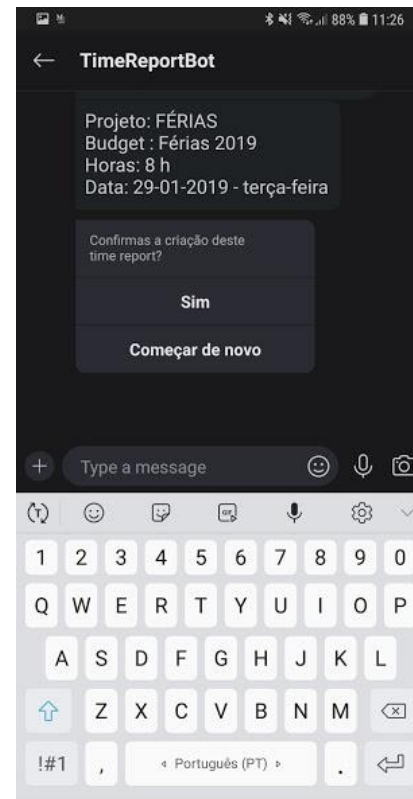 88% 11:26
TimeReportBot
Projeto: FÉRIAS
Budget : Férias 2019
Horas: 8 h
Data: 29-01-2019 - terça-feira
Confirmas a criação deste
time report?
Sim
Começar de novo
Type a message
GIF
1 2 3 4 5 6 7 8 9 0
Q W E R T Y U I O P
A S D F G H J K L
Z X C V B N M
!#1 , Português (PT) .